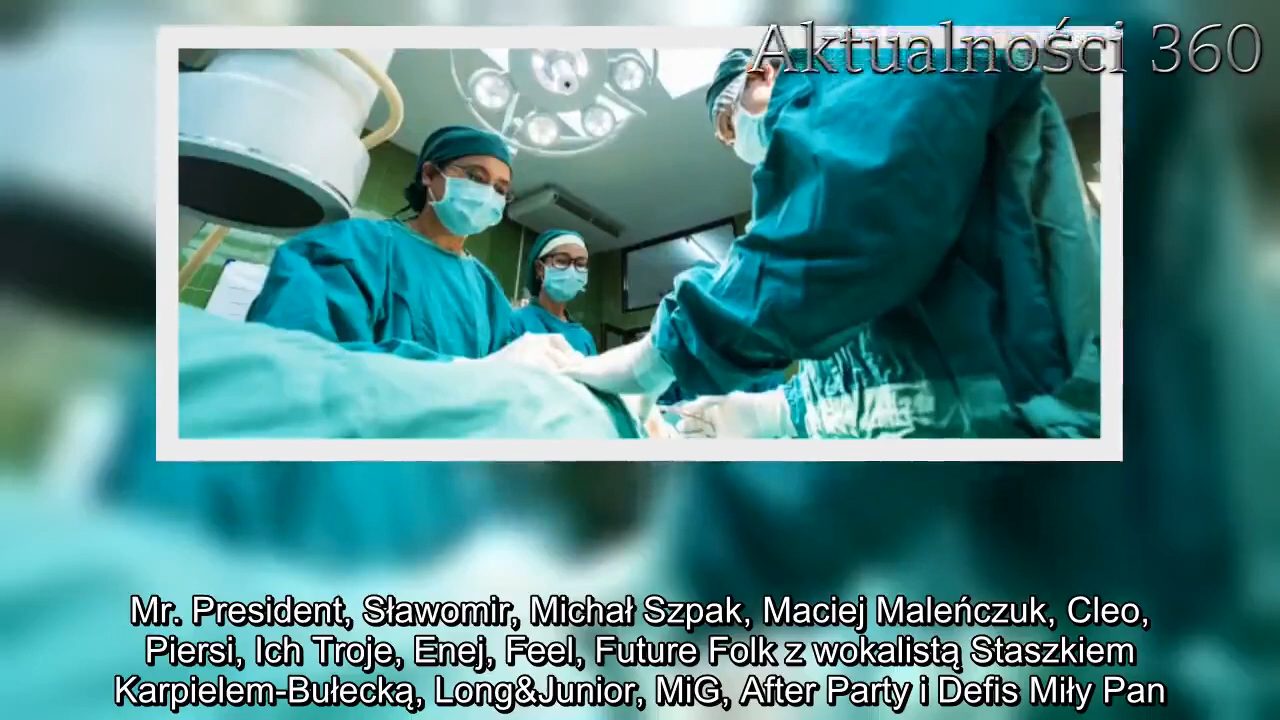 Aktualności 360
Mr. President, Sławomir, Michał Szpak, Maciej Maleńczuk, Cleo,
Piersi, Ich Troje, Enej, Feel, Future Folk z wokalistą Staszkiem
Karpielem-Bułecką, Long&Junior, MiG, After Party i Defis Miły Pan